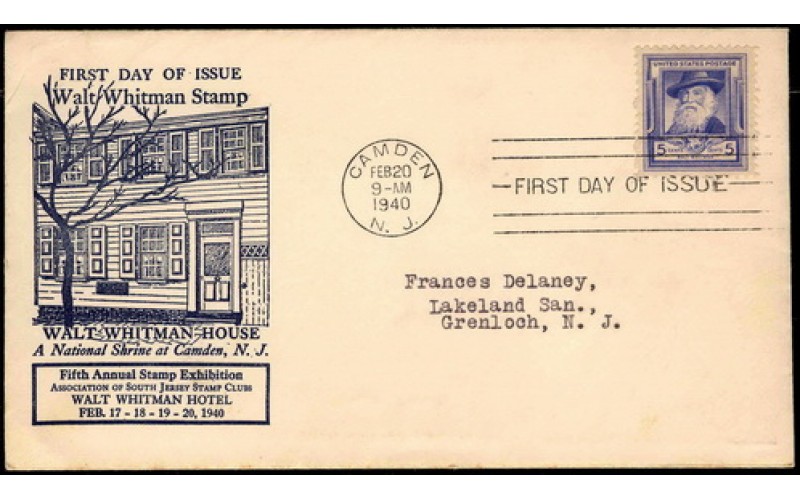 FIRST DAY OF ISSUE
Walt Whitman Stamp
WALT WHITMAN HOUSE
A National Shrine at Camden, N. J.
Fifth Annual Stamp Exhibition
ASSOCIATION OF SOUTH JERSEY STAMP CLUBS
WALT WHITMAN HOTEL
FEB. 17 - 18 - 19 - 20, 1940
CAMDEN
FEB 20
9-AM
1940
N. J.
UNITED STATES POSTAGE
5 5
FIRST DAY OF ISSUE
Frances Delaney,
Lakeland San.,
Grenloch, N. J.